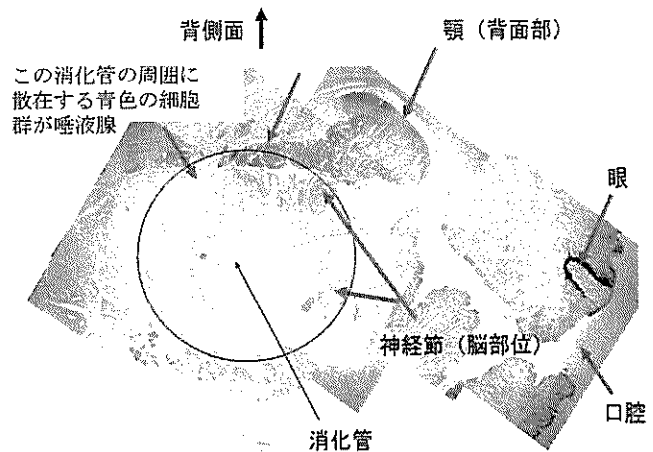 背側面
顎（背面部）
この消化管の周囲に
散在する青色の細胞
群が唾液腺
眼
神経節（脳部位）
口腔
消化管